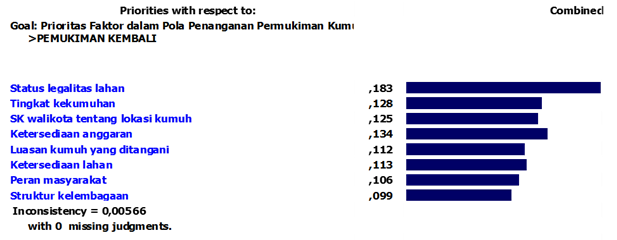 Priorities with respect to: Combined
Goal: Prioritas Faktor dalam Pola Penanganan Permukiman Kumu
>PEMUKIMAN KEMBALI
Status legalitas lahan ,183
Tingkat kekumuhan ,128
SK walikota tentang lokasi kumuh ,125
Ketersediaan anggaran ,134
Luasan kumuh yang ditangani ,112
Ketersediaan lahan ,113
Peran masyarakat ,106
Struktur kelembagaan ,099
Inconsistency = 0,00566
with 0 missing judgments.